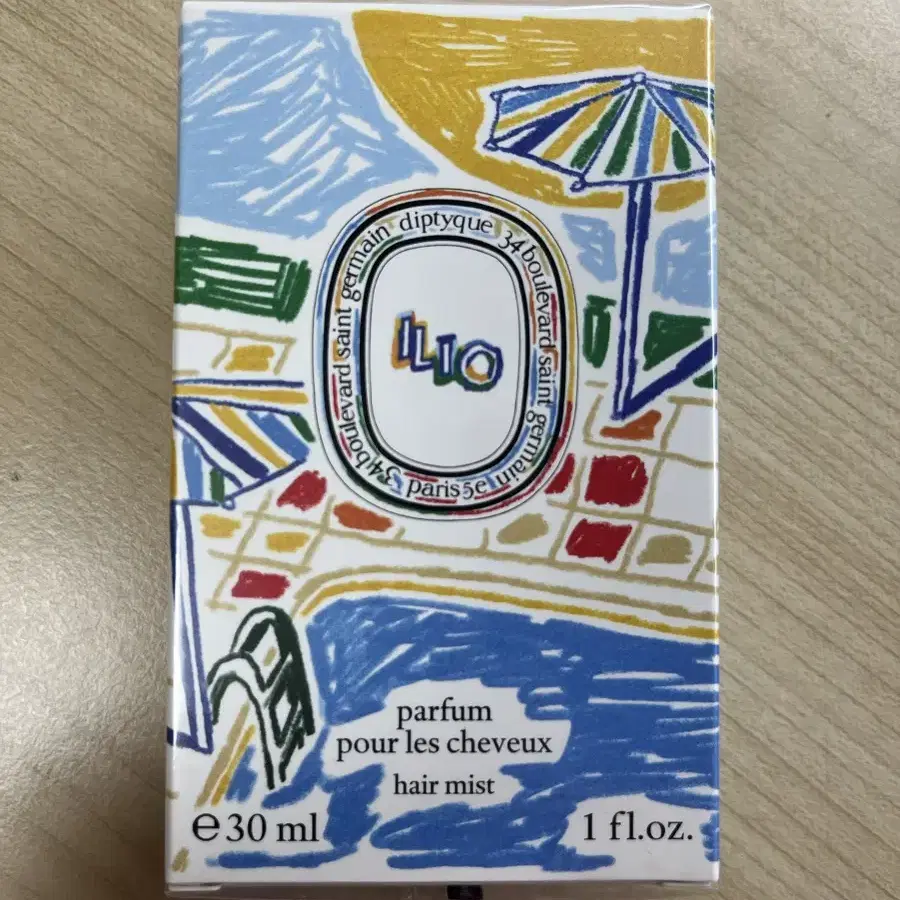 diptyque 34 boulevard saint germain paris 5e 34 boulevard saint germain
ILIO
parfum
pour les cheveux
hair mist
e 30 ml
1 fl.oz.